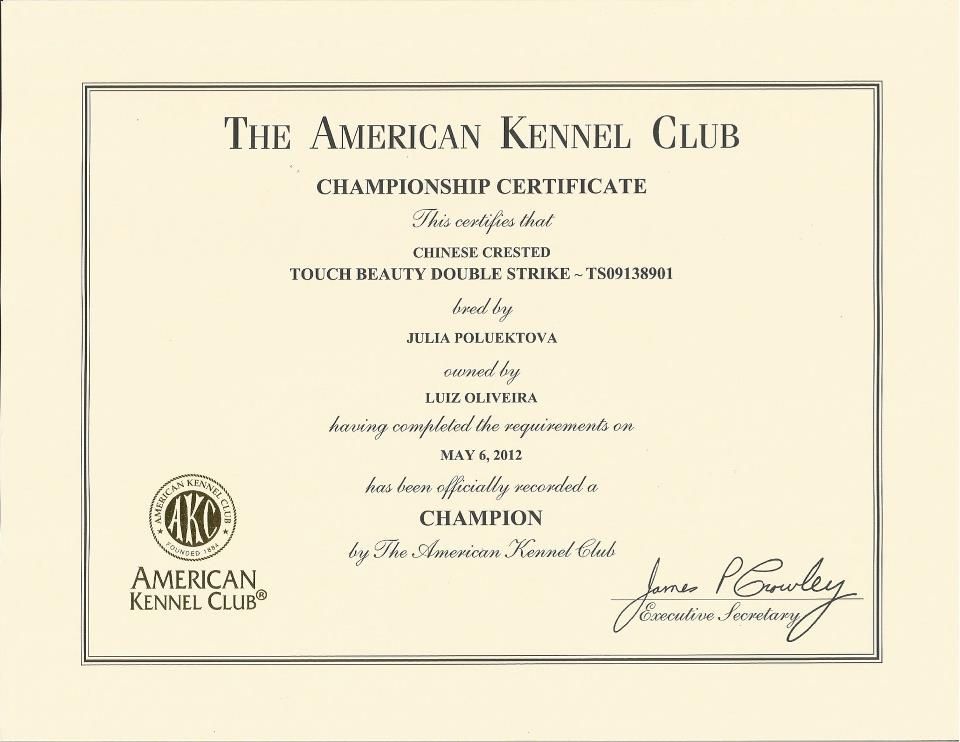 THE AMERICAN KENNEL CLUB
CHAMPIONSHIP CERTIFICATE
This certifies that
CHINESE CRESTED
TOUCH BEAUTY DOUBLE STRIKE ~ TS09138901
bred by
JULIA POLUEKTOVA
owned by
LUIZ OLIVEIRA
having completed the requirements on
MAY 6, 2012
has been officially recorded a
CHAMPION
by The American Kennel Club
AMERICAN KENNEL CLUB
AKC
FOUNDED 1884
AMERICAN
KENNEL CLUB®
James P Crowley
Executive Secretary